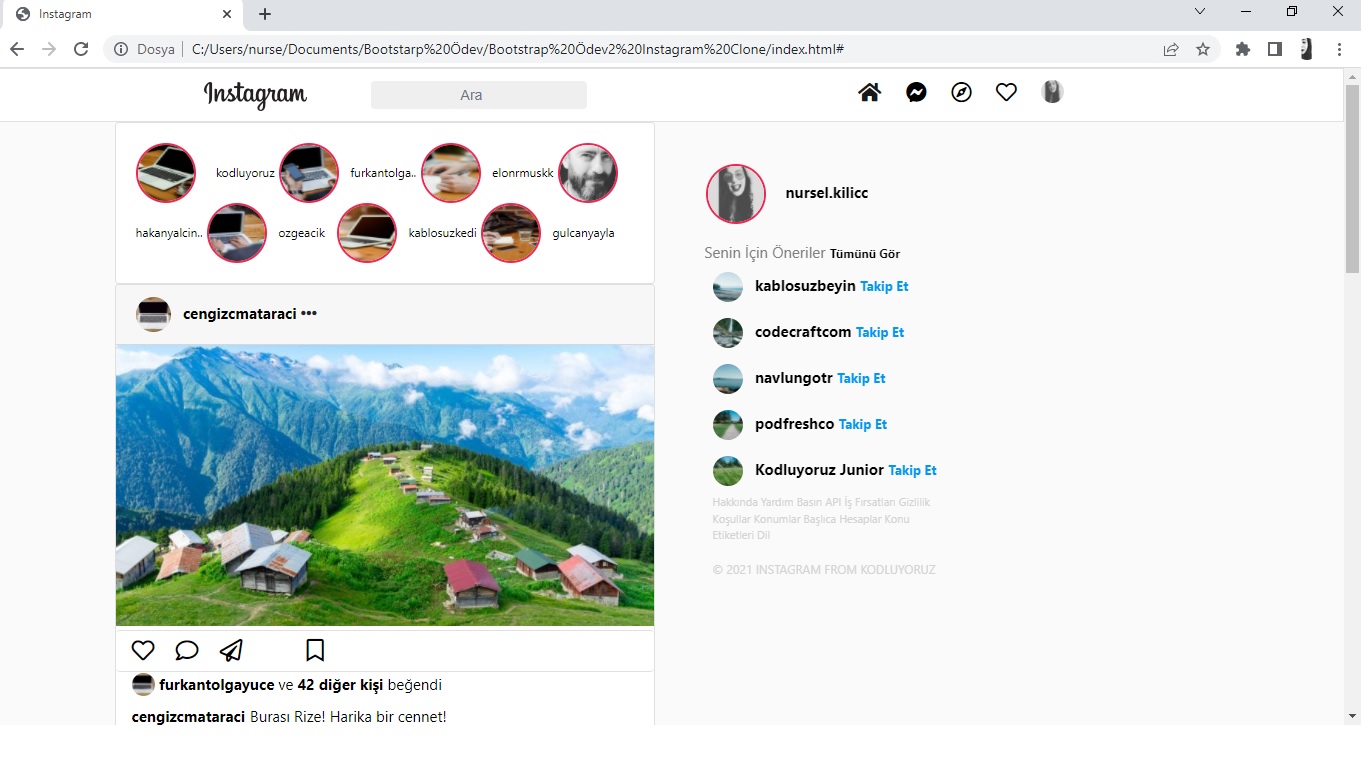 Instagram
Dosya C:/Users/nurse/Documents/Bootstarp%20Ödev/Bootstrap%20Ödev2%20Instagram%20Clone/index.html#
Instagram
Ara
kodluyoruz furkantolga.. elonrmuskk
hakanyalcin.. ozgeacik kablosuzkedi gulcanyayla
cengizcmataraci •••
furkantolgayuce ve 42 diğer kişi beğendi
cengizcmataraci Burası Rize! Harika bir cennet!
nursel.kilicc
Senin İçin Öneriler Tümünü Gör
kablosuzbeyin Takip Et
codecraftcom Takip Et
navlungotr Takip Et
podfreshco Takip Et
Kodluyoruz Junior Takip Et
Hakkında Yardım Basın API İş Fırsatları Gizlilik
Koşullar Konumlar Başlıca Hesaplar Konu
Etiketleri Dil
© 2021 INSTAGRAM FROM KODLUYORUZ